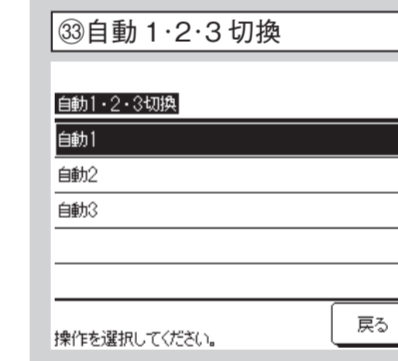 ㉝自動1・2・3切換
自動1・2・3切換
自動1
自動2
自動3
操作を選択してください。
戻る